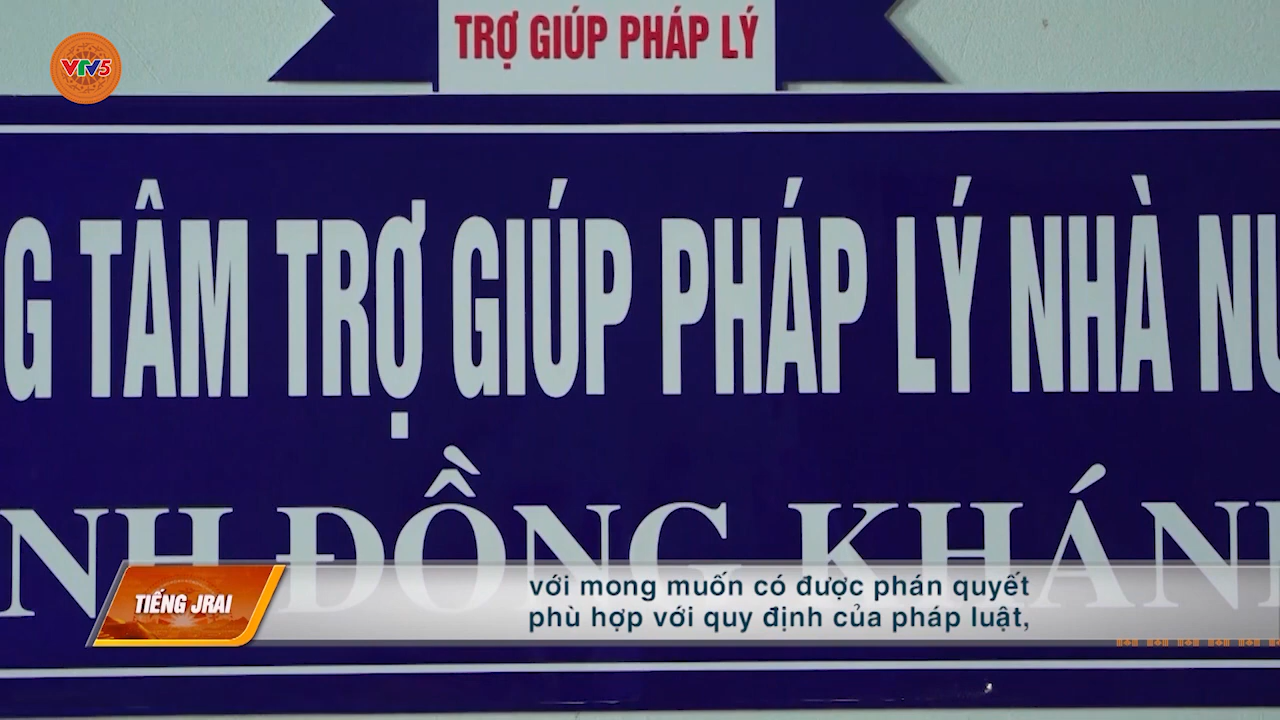 TRỢ GIÚP PHÁP LÝ
VTV5
G TÂM TRỢ GIÚP PHÁP LÝ NHÀ
NH ĐỒNG KHÁN
TIẾNG JRAI
với mong muốn có được phán quyết
phù hợp với quy định của pháp luật,